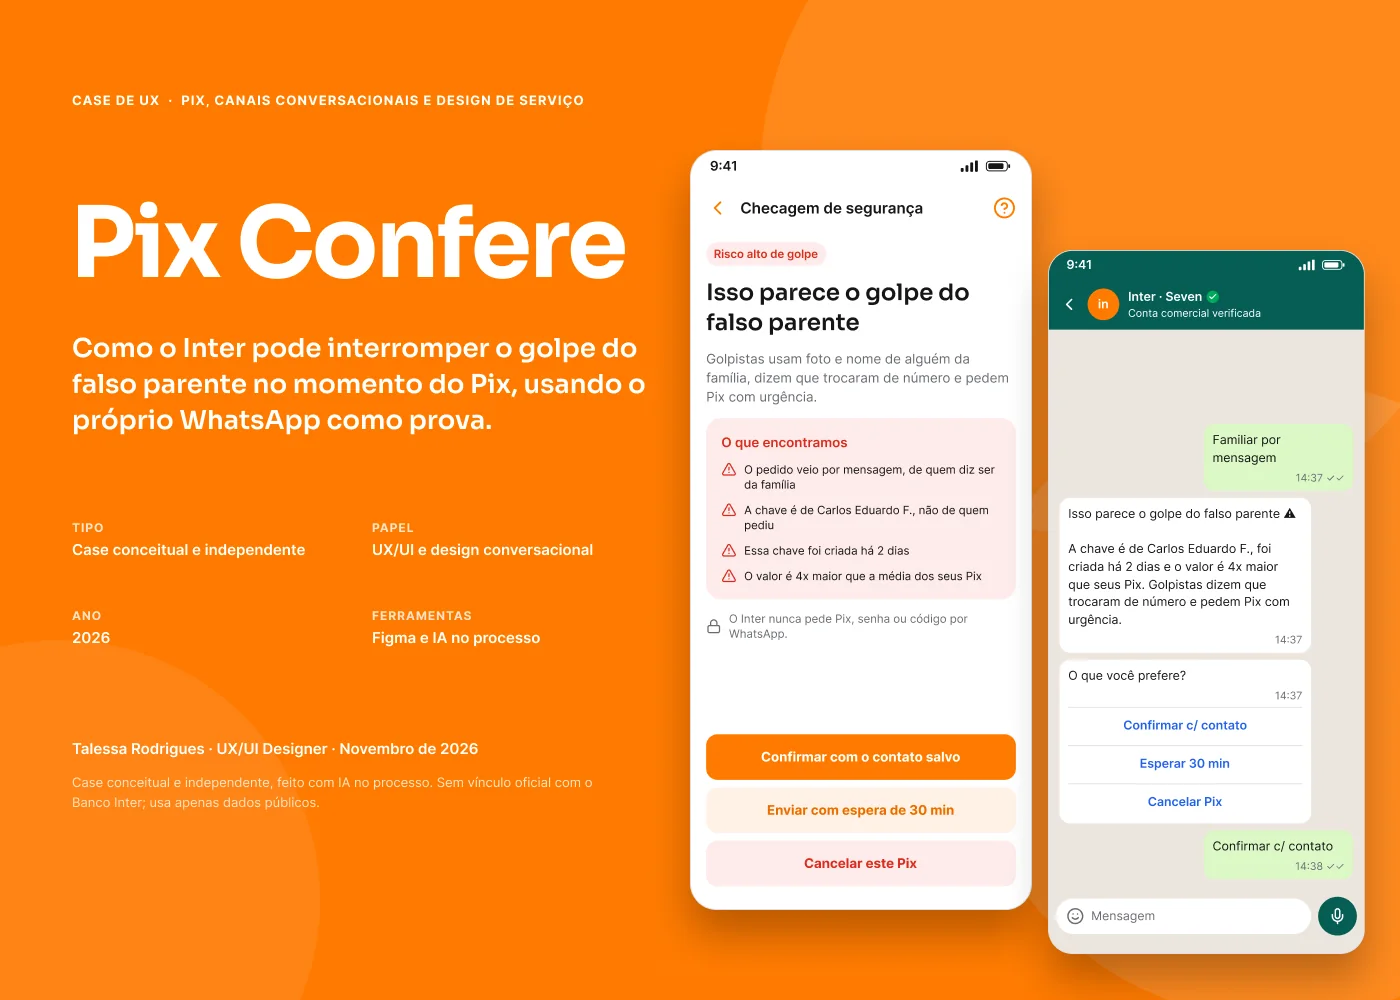 CASE DE UX · PIX, CANAIS CONVERSACIONAIS E DESIGN DE SERVIÇO
Pix Confere
Como o Inter pode interromper o golpe do
falso parente no momento do Pix, usando o
próprio WhatsApp como prova.
TIPO
Case conceitual e independente
PAPEL
UX/UI e design conversacional
ANO
2026
FERRAMENTAS
Figma e IA no processo
Talessa Rodrigues · UX/UI Designer · Novembro de 2026
Case conceitual e independente, feito com IA no processo. Sem vínculo oficial com o
Banco Inter; usa apenas dados públicos.
9:41
Checagem de segurança
Risco alto de golpe
Isso parece o golpe do
falso parente
Golpistas usam foto e nome de alguém da
família, dizem que trocaram de número e pedem
Pix com urgência.
O que encontramos
O pedido veio por mensagem, de quem diz ser
da família
A chave é de Carlos Eduardo F., não de quem
pediu
Essa chave foi criada há 2 dias
O valor é 4x maior que a média dos seus Pix
O Inter nunca pede Pix, senha ou código por
WhatsApp.
Confirmar com o contato salvo
Enviar com espera de 30 min
Cancelar este Pix
9:41
in
Inter · Seven
Conta comercial verificada
Familiar por
mensagem
14:37
Isso parece o golpe do falso parente
A chave é de Carlos Eduardo F., foi
criada há 2 dias e o valor é 4x maior
que seus Pix. Golpistas dizem que
trocaram de número e pedem Pix com
urgência.
14:37
O que você prefere?
14:37
Confirmar c/ contato
Esperar 30 min
Cancelar Pix
Confirmar c/ contato
14:38
Mensagem